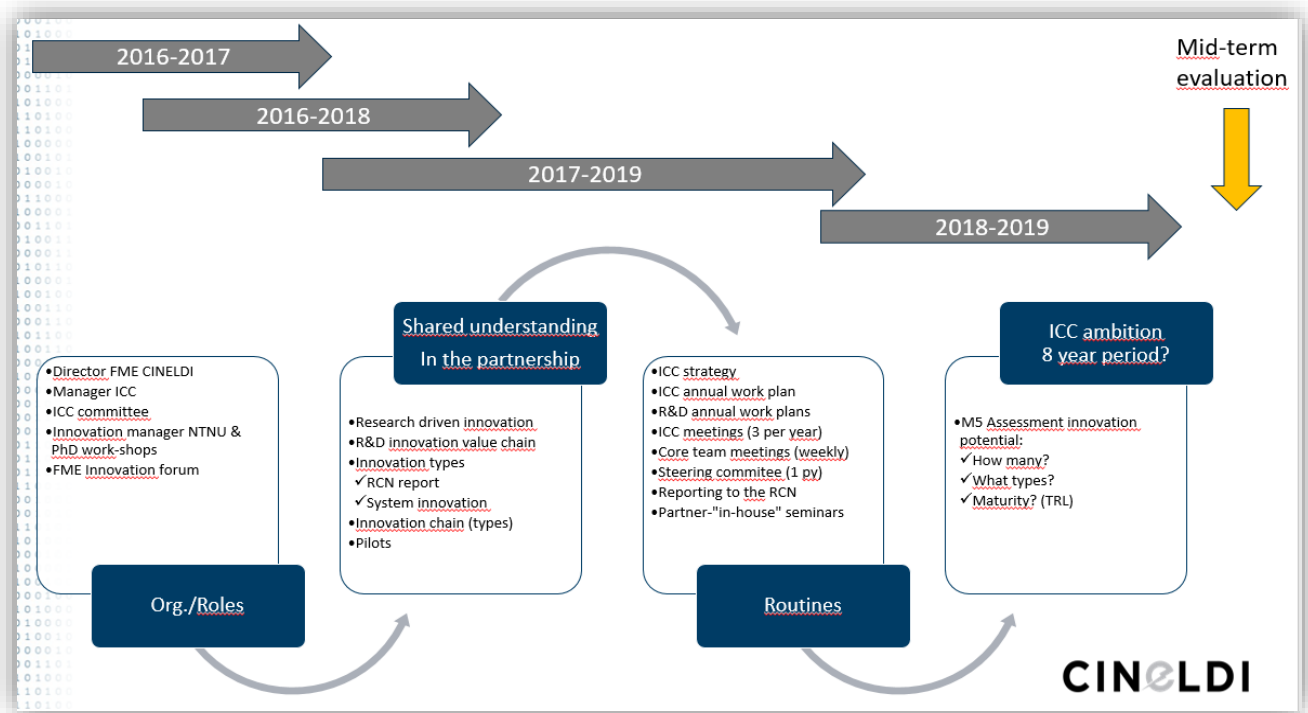 2016-2017
Mid-term
evaluation
2016-2018
2017-2019
2018-2019
•Director FME CINELDI
•Manager ICC
•ICC committee
•Innovation manager NTNU &
PhD work-shops
•FME Innovation forum
Org./Roles
Shared understanding
In the partnership
•Research driven innovation
•R&D innovation value chain
•Innovation types
✓RCN report
✓System innovation
•Innovation chain (types)
•Pilots
•ICC strategy
•ICC annual work plan
•R&D annual work plans
•ICC meetings (3 per year)
•Core team meetings (weekly)
•Steering commitee (1 py)
•Reporting to the RCN
•Partner-"in-house" seminars
Routines
ICC ambition
8 year period?
•M5 Assessment innovation
potential:
✓How many?
✓What types?
✓Maturity? (TRL)
CINELDI